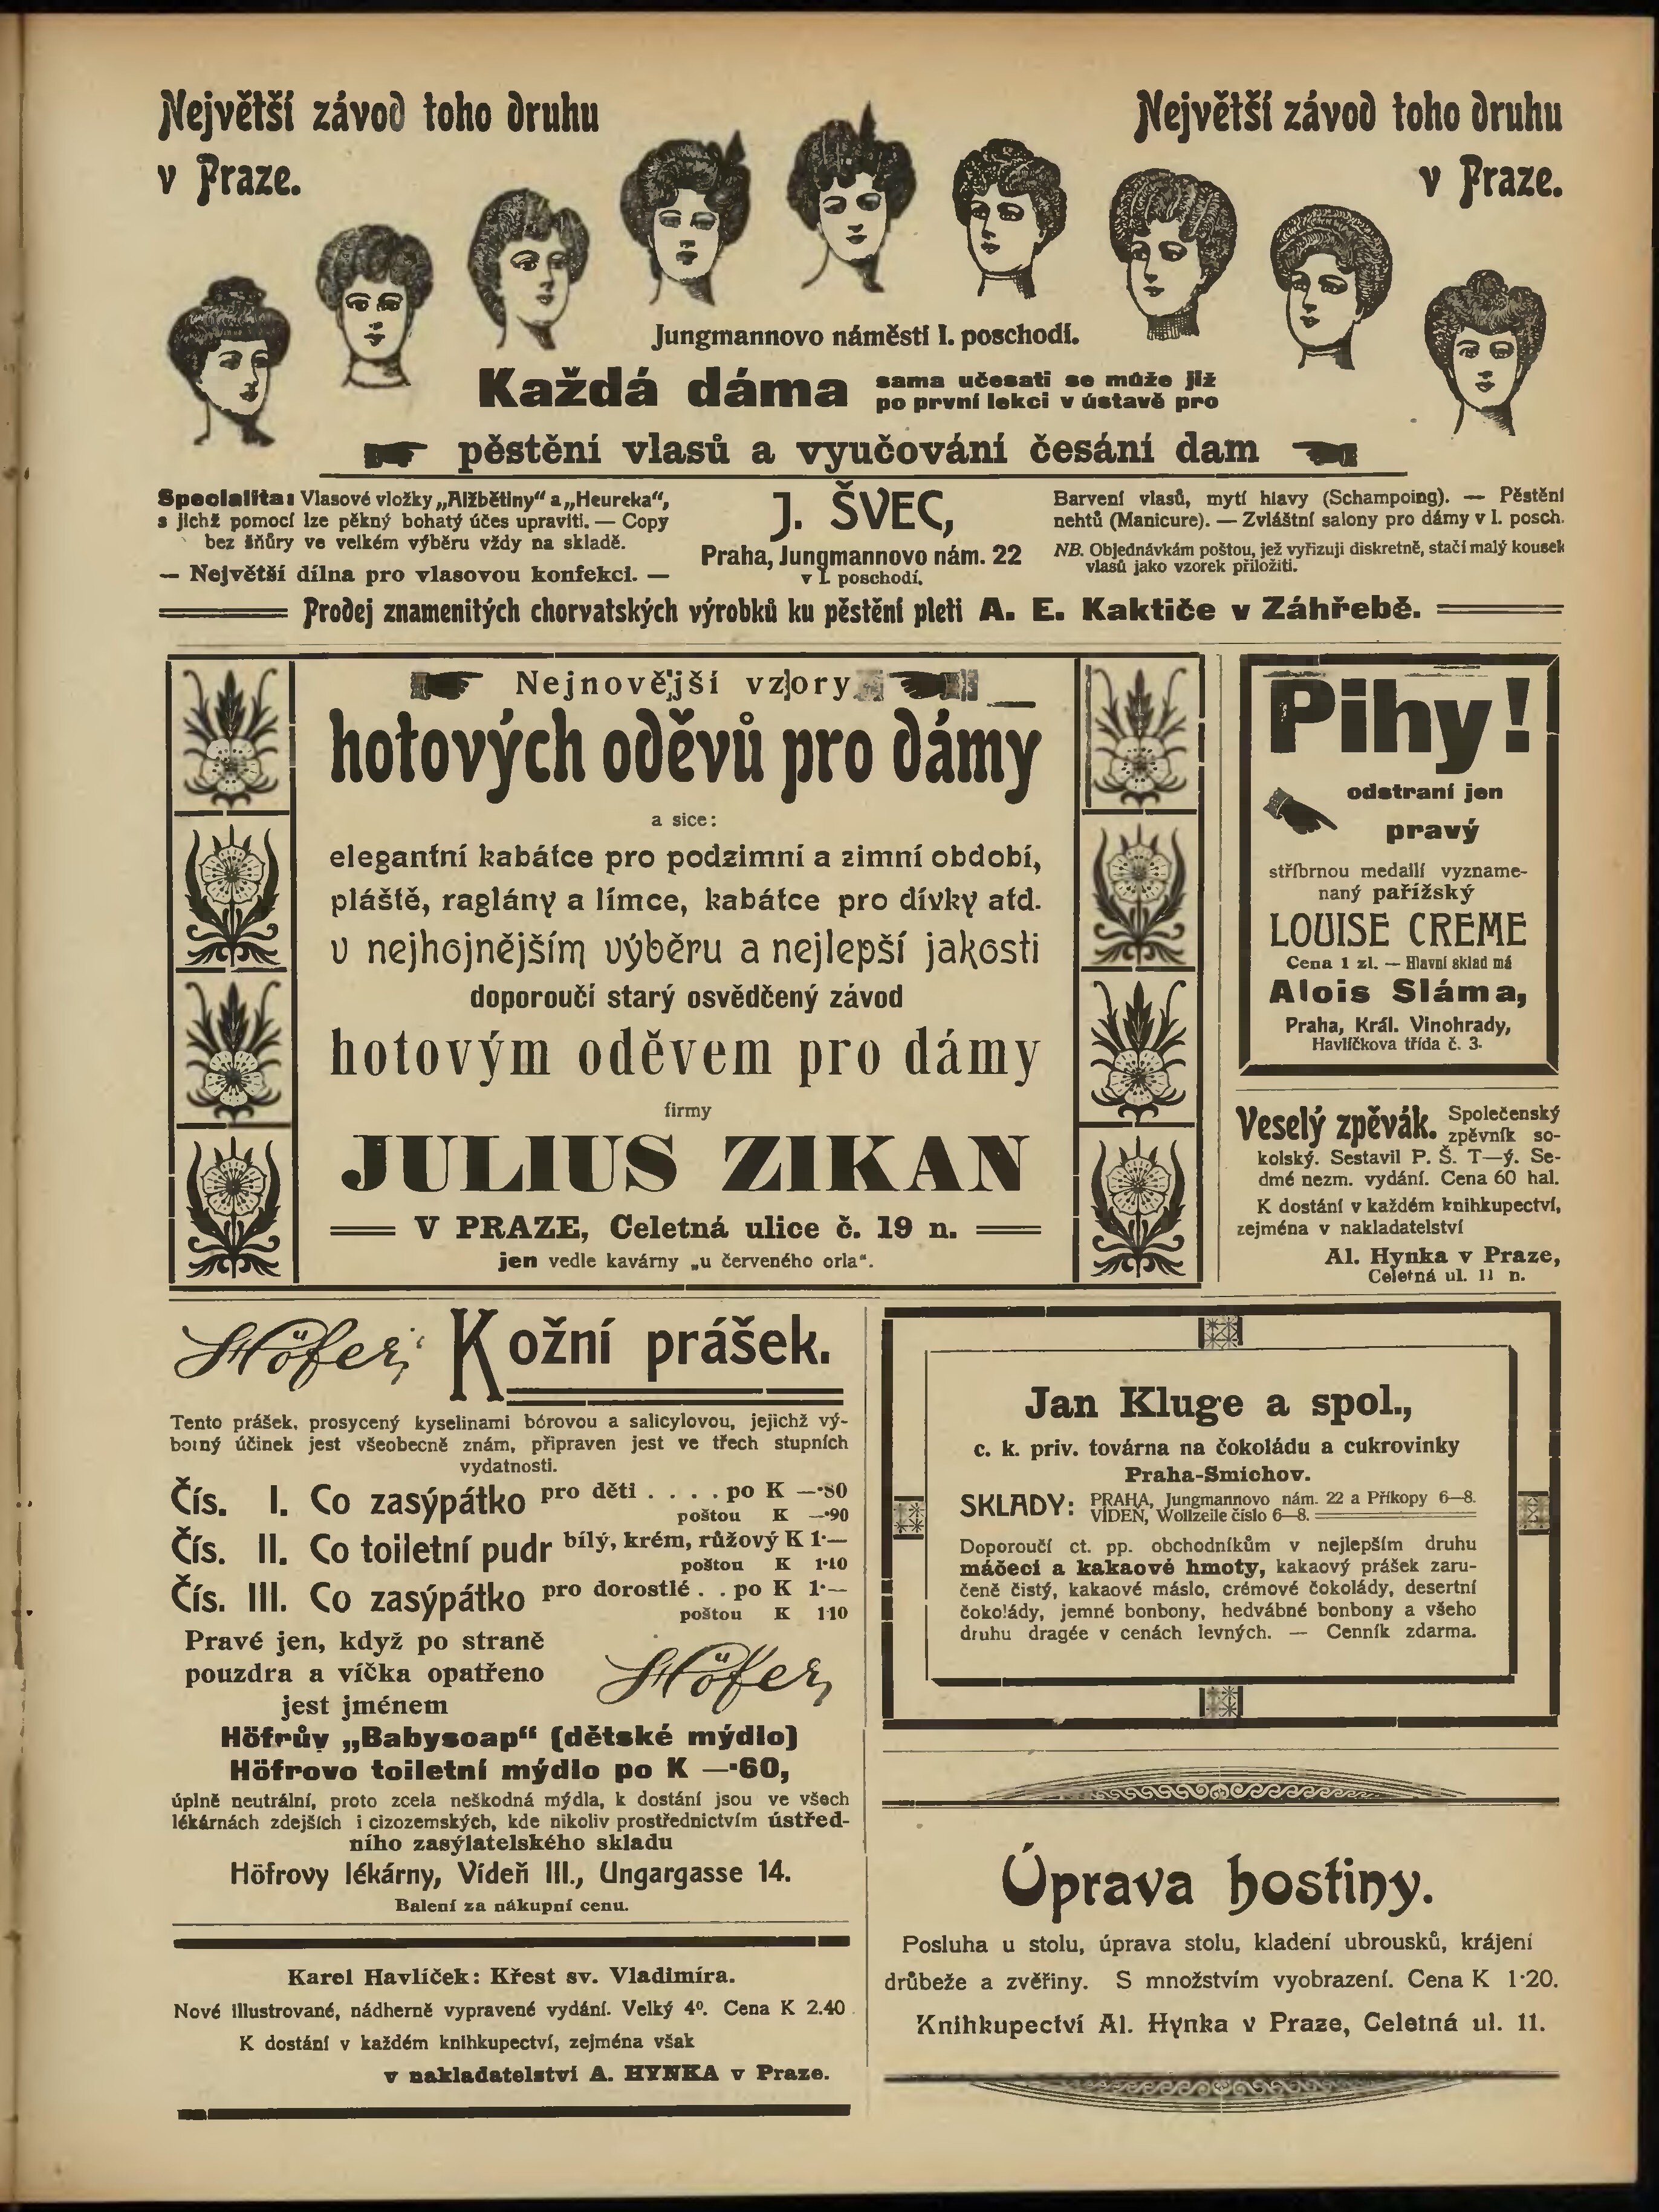 Největší závod toho druhu
v Praze.
Největší závod toho druhu
v Praze.
Jungmannovo náměstí I. poschodí.
Každá dáma sama učesati se může již
po první lekci v ústavě pro
pěstění vlasů a vyučování česání dam
Specialita: Vlasové vložky „Alžbětiny" a „Heureka",
s jichž pomocí lze pěkný bohatý účes upraviti. — Copy
bez šňůry ve velkém výběru vždy na skladě.
— Největší dílna pro vlasovou konfekci. —
J. ŠVEC,
Praha, Jungmannovo nám. 22
v I. poschodí.
Barvení vlasů, mytí hlavy (Schampoing). — Pěstění
nehtů (Manicure). — Zvláštní salony pro dámy v I. posch.
NB. Objednávkám poštou, jež vyřizuji diskretně, stačí malý kousek
vlasů jako vzorek přiložiti.
Prodej znamenitých chorvatských výrobků ku pěstění pleti A. E. Kaktiče v Záhřebě.
Nejnovější vzory
hotových oděvů pro dámy
a sice:
elegantní kabátce pro podzimní a zimní období,
pláště, raglány a límce, kabátce pro dívky atd.
v nejhojnějším výběru a nejlepší jakosti
doporoučí starý osvědčený závod
hotovým oděvem pro dámy
firmy
JULIUS ZIKAN
V PRAZE, Celetná ulice č. 19 n.
jen vedle kavárny „u červeného orla".
Pihy!
odstraní jen
pravý
stříbrnou medailí vyzname-
naný pařížský
LOUISE CREME
Cena 1 zl. — Hlavní sklad má
Alois Sláma,
Praha, Král. Vinohrady,
Havlíčkova třída č. 3.
Veselý zpěvák. Společenský
zpěvník so-
kolský. Sestavil P. Š. T—ý. Se-
dmé nezm. vydání. Cena 60 hal.
K dostání v každém knihkupectví,
zejména v nakladatelství
Al. Hynka v Praze,
Celetná ul. 11 n.
Höfer Kožní prášek.
Tento prášek, prosycený kyselinami bórovou a salicylovou, jejichž vý-
borný účinek jest všeobecně znám, připraven jest ve třech stupních
vydatnosti.
Čís. I. Co zasýpátko pro děti . . . . po K —·80
poštou K —·90
Čís. II. Co toiletní pudr bílý, krém, růžový K 1·—
poštou K 1·10
Čís. III. Co zasýpátko pro dorostlé . . po K 1·—
poštou K 1·10
Pravé jen, když po straně
pouzdra a víčka opatřeno
jest jménem
Höfer
Höfrův „Babysoap" (dětské mýdlo)
Höfrovo toiletní mýdlo po K —·60,
úplně neutrální, proto zcela neškodná mýdla, k dostání jsou ve všech
lékárnách zdejších i cizozemských, kde nikoliv prostřednictvím ústřed-
ního zasýlatelského skladu
Höfrovy lékárny, Vídeň III., Ungargasse 14.
Balení za nákupní cenu.
Karel Havlíček: Křest sv. Vladimíra.
Nové illustrované, nádherně vypravené vydání. Velký 4⁰. Cena K 2.40
K dostání v každém knihkupectví, zejména však
v nakladatelství A. HYNKA v Praze.
Jan Kluge a spol.,
c. k. priv. továrna na čokoládu a cukrovinky
Praha-Smichov.
SKLADY: PRAHA, Jungmannovo nám. 22 a Příkopy 6—8.
VÍDEN, Wollzeile číslo 6—8.
Doporoučí ct. pp. obchodníkům v nejlepším druhu
máčecí a kakaové hmoty, kakaový prášek zaru-
čeně čistý, kakaové máslo, crémové čokolády, desertní
čokolády, jemné bonbony, hedvábné bonbony a všeho
druhu dragée v cenách levných. — Cenník zdarma.
Úprava hostiny.
Posluha u stolu, úprava stolu, kladení ubrousků, krájení
drůbeže a zvěřiny. S množstvím vyobrazení. Cena K 1·20.
Knihkupectví Al. Hynka v Praze, Celetná ul. 11.